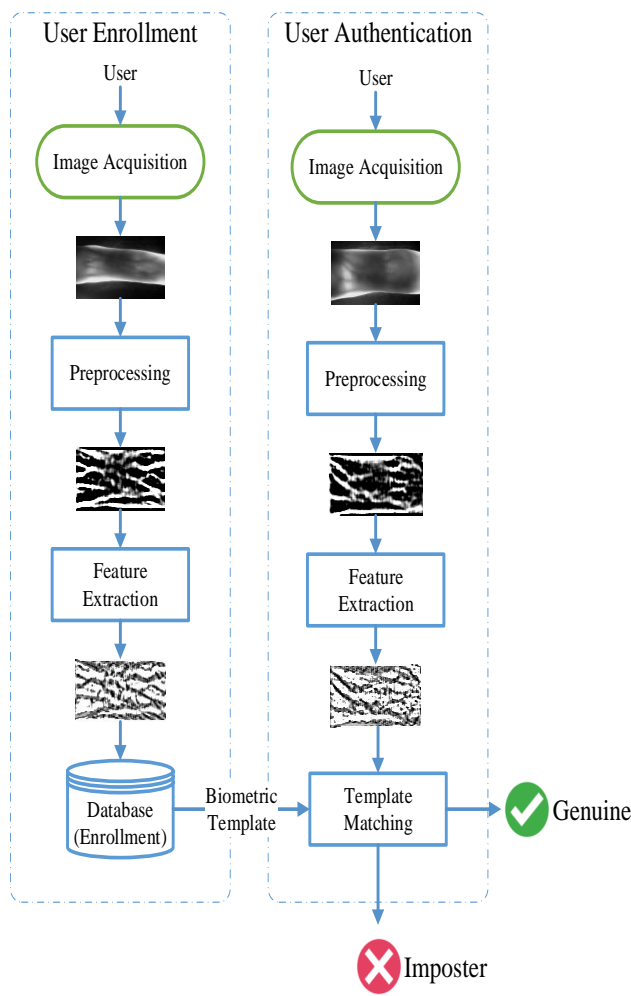 User Enrollment
User
Image Acquisition
Preprocessing
Feature
Extraction
Database
(Enrollment)
Biometric
Template
User Authentication
User
Image Acquisition
Preprocessing
Feature
Extraction
Template
Matching
Genuine
Imposter